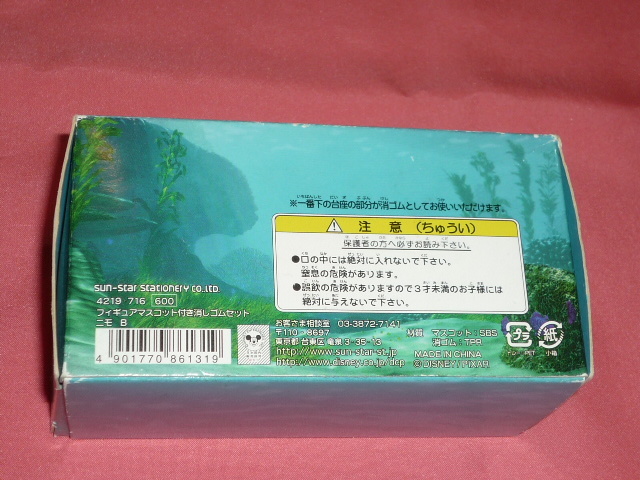 ※一番下の台座の部分が消ゴムとしてお使いいただけます。
注意（ちゅうい）
保護者の方へ必ずお読み下さい。
●口の中には絶対に入れないで下さい。
窒息の危険があります。
●誤飲の危険がありますので3才未満のお子様には
絶対に与えないで下さい。
sun-star Stationery co.,ltd.
4219 716 600
フィギュアマスコット付き消しゴムセット
ニモ B
4 901770 861319
お客さま相談室 03-3872-7141
〒110-8697
東京都 台東区 竜泉 3-35-13
http://www.sun-star-st.jp
http://www.disney.co.jp/dcp
材質 マスコット:SBS
消ゴム:TPR
MADE IN CHINA
©DISNEY/PIXAR
プラ
PET
紙
小箱